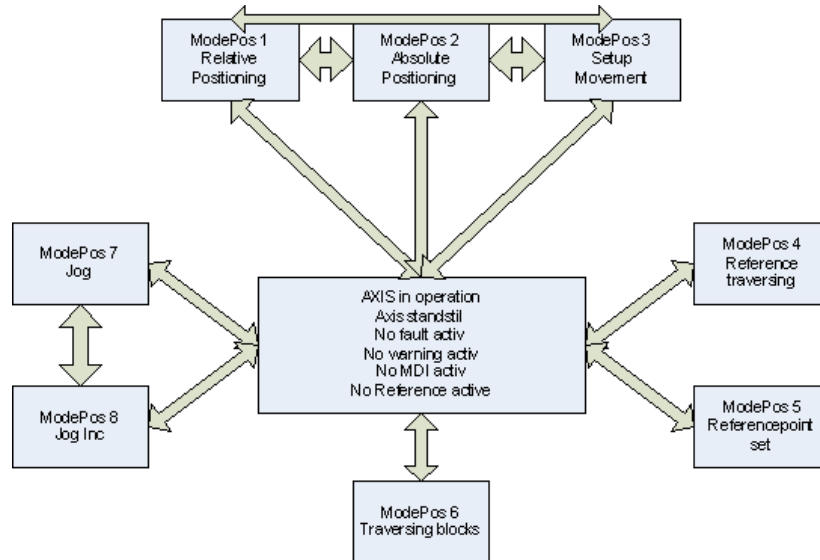 ModePos 1
Relative
Positioning
ModePos 2
Absolute
Positioning
ModePos 3
Setup
Movement
ModePos 7
Jog
ModePos 4
Reference
traversing
AXIS in operation
Axis standstil
No fault activ
No warning activ
No MDI activ
No Reference active
ModePos 8
Jog Inc
ModePos 5
Referencepoint
set
ModePos 6
Traversing blocks